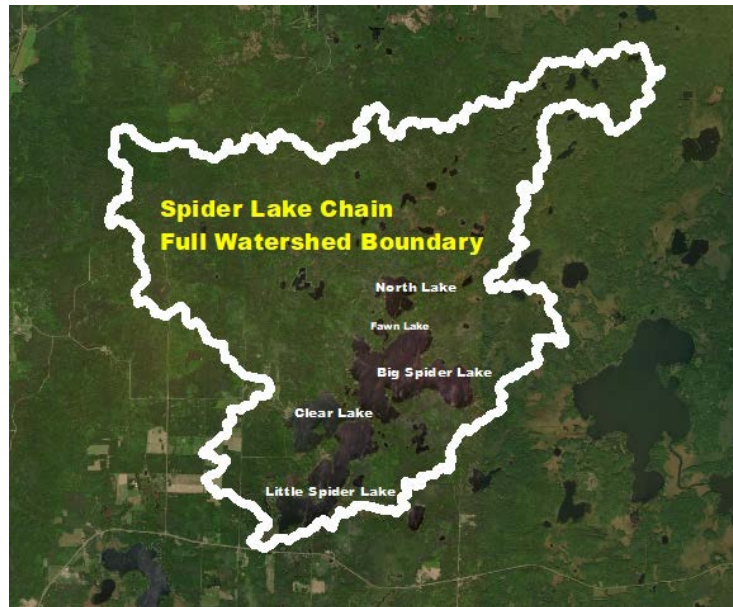 Spider Lake Chain
Full Watershed Boundary
North Lake
Fawn Lake
Big Spider Lake
Clear Lake
Little Spider Lake